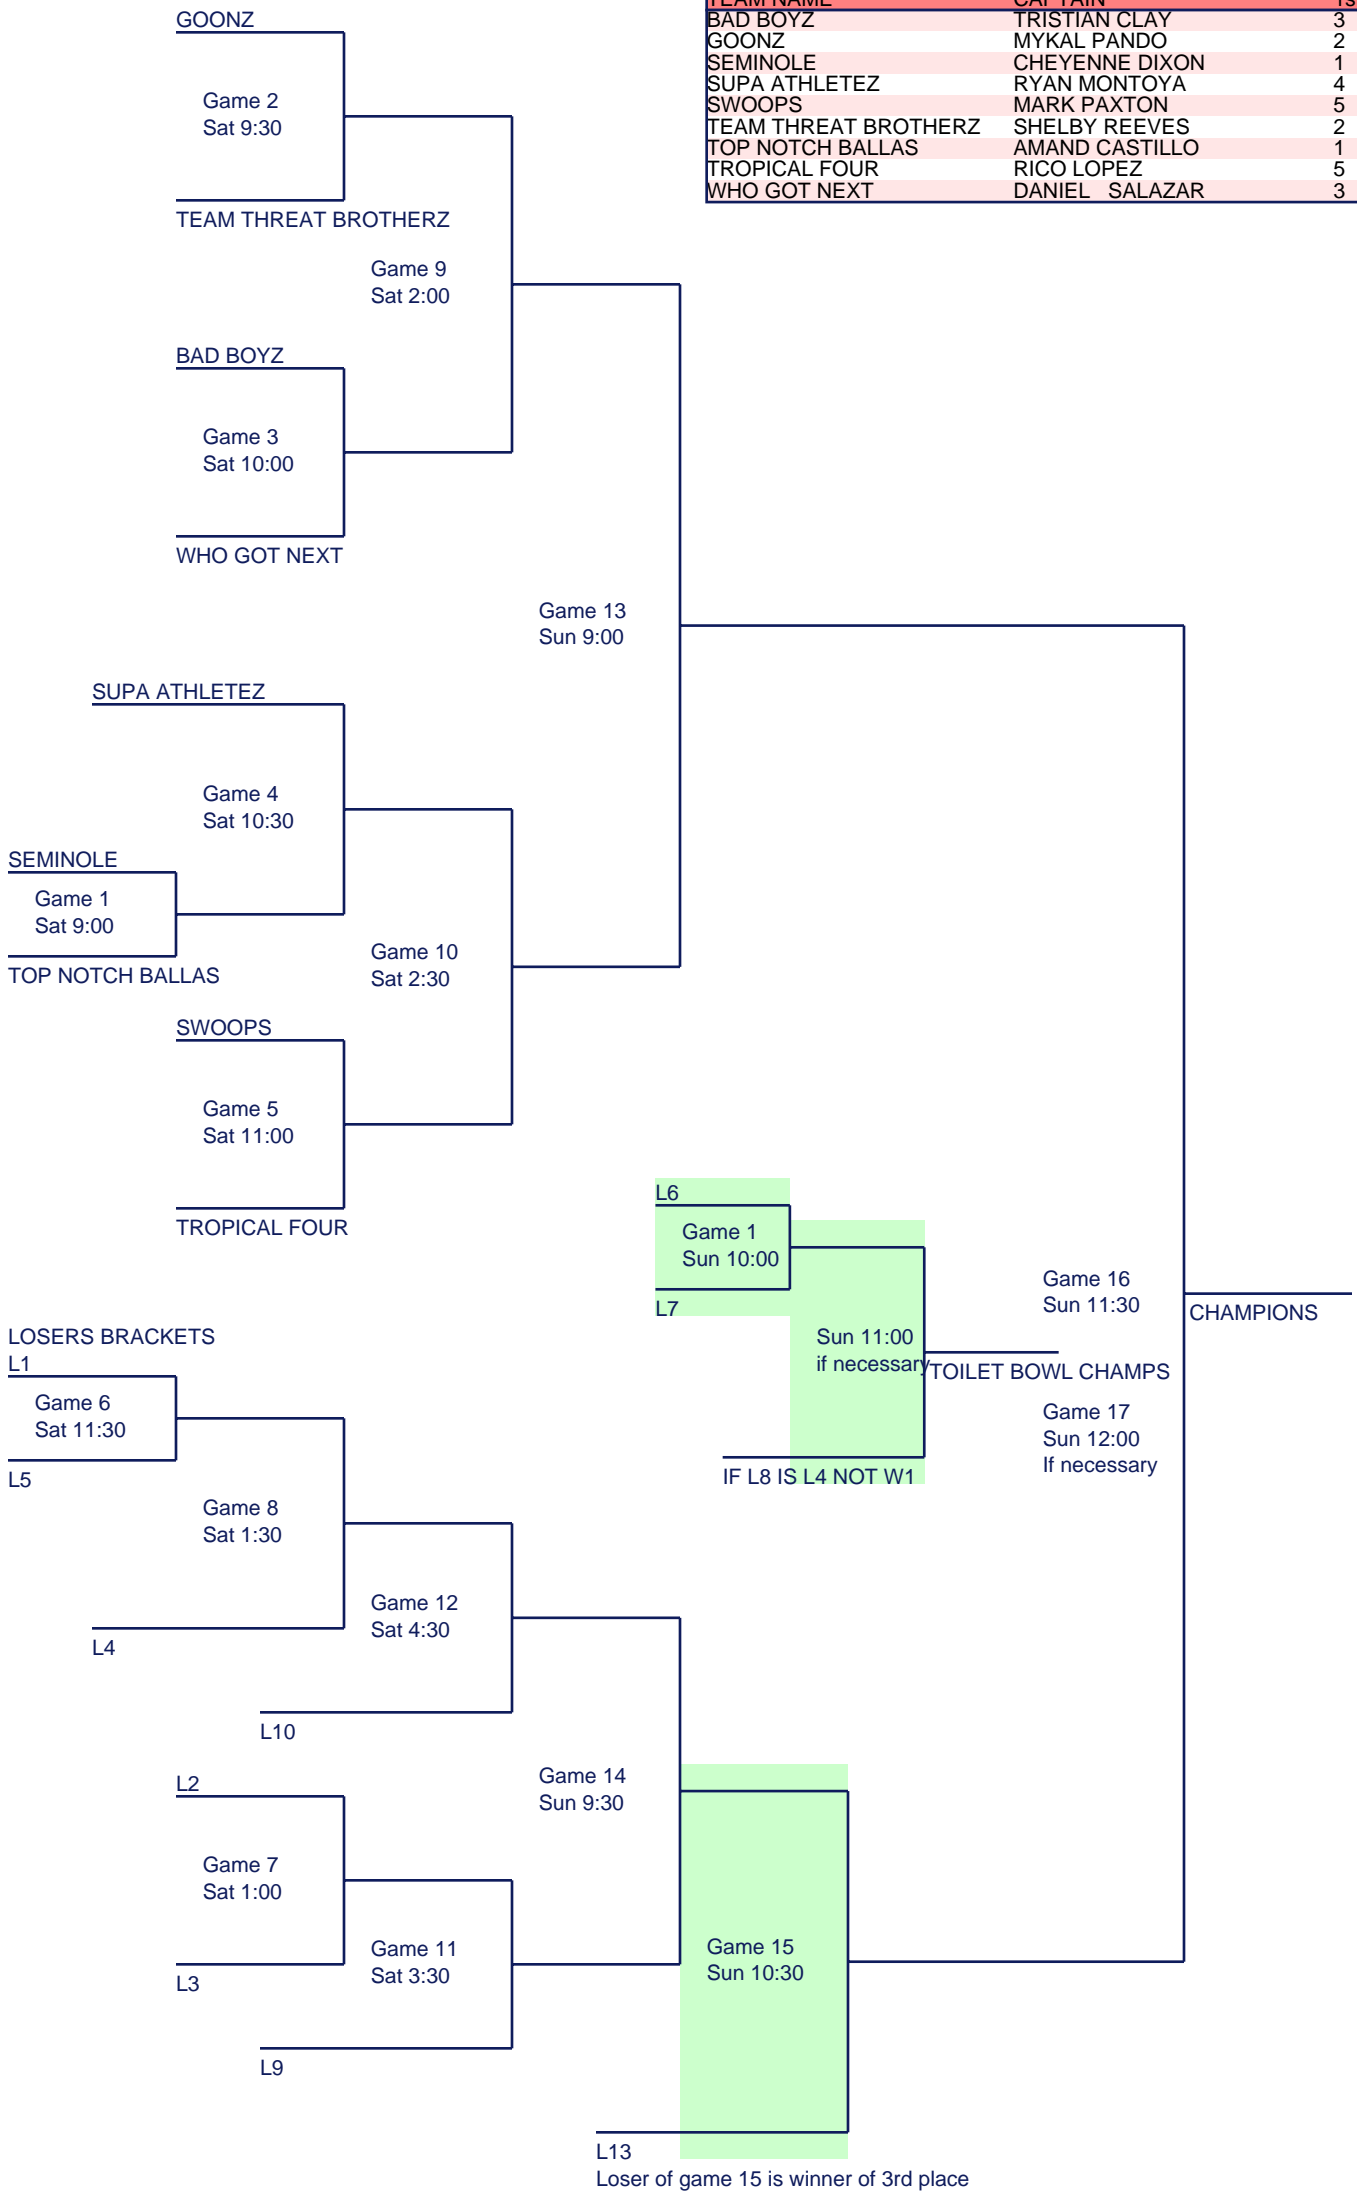 TEAM NAME CAPTAIN 1s
BAD BOYZ TRISTIAN CLAY 3
GOONZ MYKAL PANDO 2
SEMINOLE CHEYENNE DIXON 1
SUPA ATHLETEZ RYAN MONTOYA 4
SWOOPS MARK PAXTON 5
TEAM THREAT BROTHERZ SHELBY REEVES 2
TOP NOTCH BALLAS AMAND CASTILLO 1
TROPICAL FOUR RICO LOPEZ 5
WHO GOT NEXT DANIEL SALAZAR 3
GOONZ
Game 2
Sat 9:30
TEAM THREAT BROTHERZ
Game 9
Sat 2:00
BAD BOYZ
Game 3
Sat 10:00
WHO GOT NEXT
Game 13
Sun 9:00
SUPA ATHLETEZ
Game 4
Sat 10:30
SEMINOLE
Game 1
Sat 9:00
TOP NOTCH BALLAS
Game 10
Sat 2:30
SWOOPS
Game 5
Sat 11:00
TROPICAL FOUR
L6
Game 1
Sun 10:00
L7
Sun 11:00
if necessary
TOILET BOWL CHAMPS
IF L8 IS L4 NOT W1
Game 16
Sun 11:30
CHAMPIONS
Game 17
Sun 12:00
If necessary
LOSERS BRACKETS
L1
Game 6
Sat 11:30
L5
Game 8
Sat 1:30
L4
Game 12
Sat 4:30
L10
Game 14
Sun 9:30
L2
Game 7
Sat 1:00
L3
Game 11
Sat 3:30
L9
Game 15
Sun 10:30
L13
Loser of game 15 is winner of 3rd place